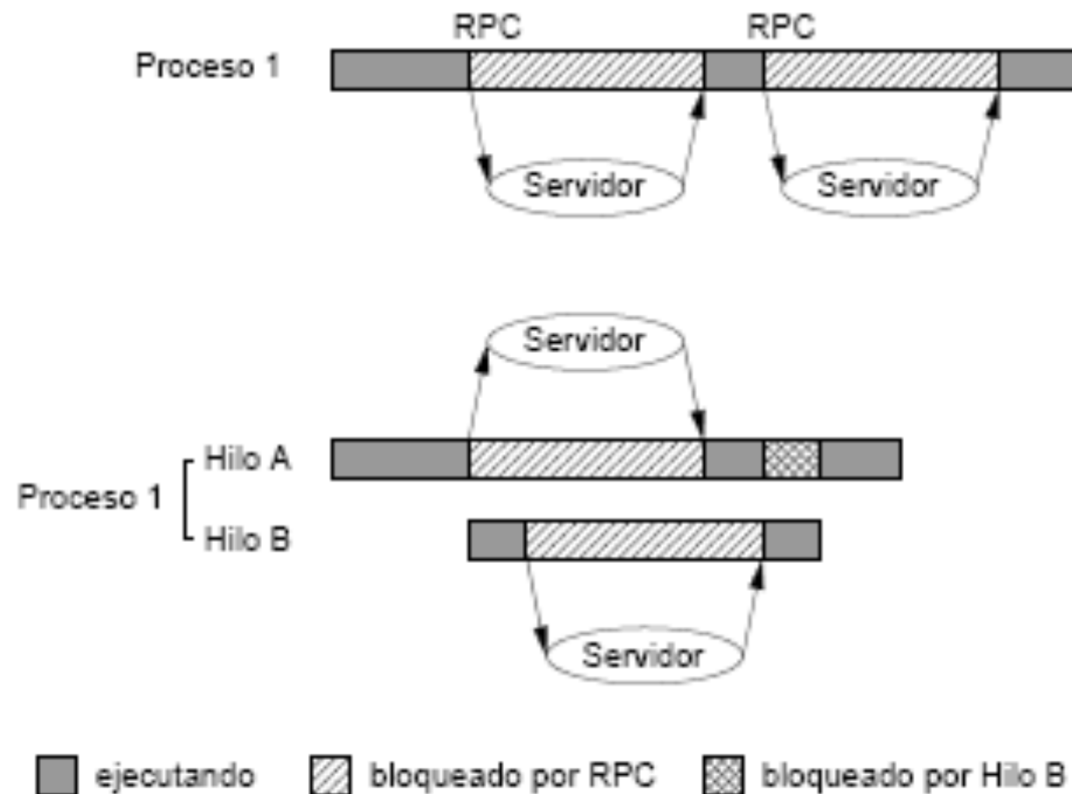 RPC RPC
Proceso 1
Servidor Servidor
Servidor
Hilo A
Proceso 1
Hilo B
Servidor
ejecutando bloqueado por RPC bloqueado por Hilo B